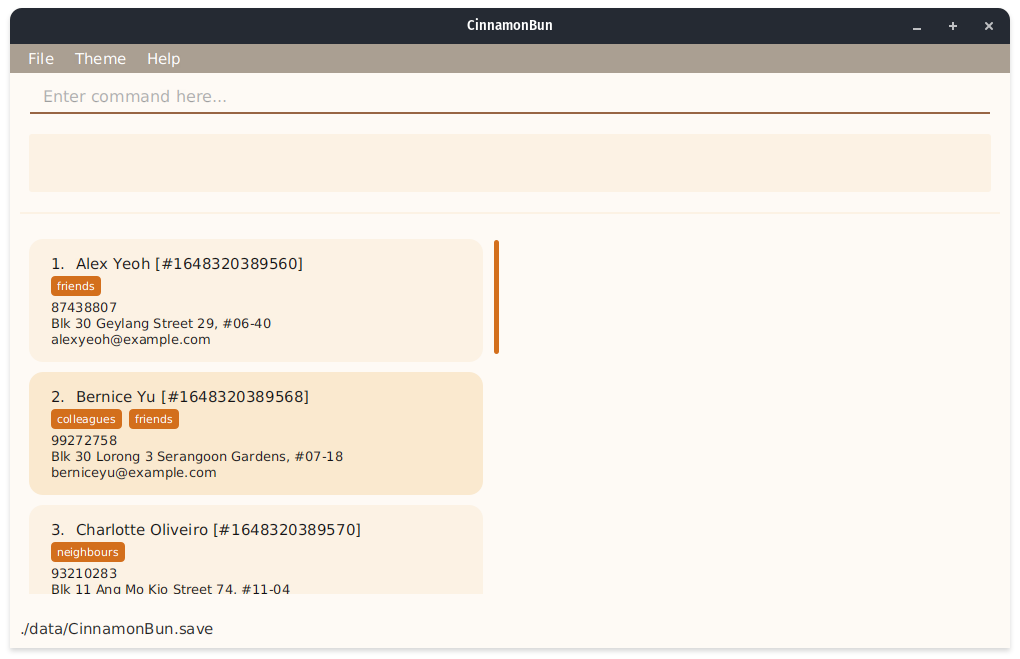 CinnamonBun
File Theme Help
Enter command here...
1. Alex Yeoh [#1648320389560]
friends
87438807
Blk 30 Geylang Street 29, #06-40
alexyeoh@example.com
2. Bernice Yu [#1648320389568]
colleagues friends
99272758
Blk 30 Lorong 3 Serangoon Gardens, #07-18
berniceyu@example.com
3. Charlotte Oliveiro [#1648320389570]
neighbours
93210283
Blk 11 Ang Mo Kio Street 74, #11-04
./data/CinnamonBun.save